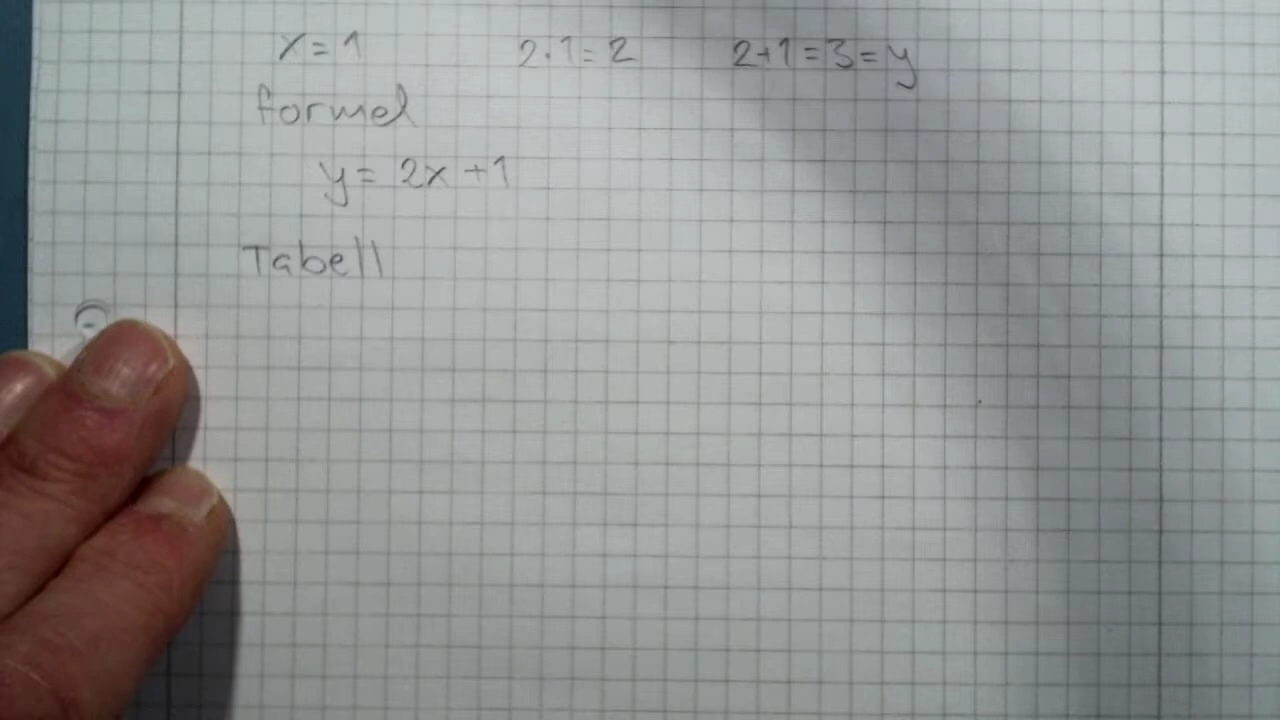 x=1 2·1=2 2+1=3=y
formel
y= 2x +1
Tabell